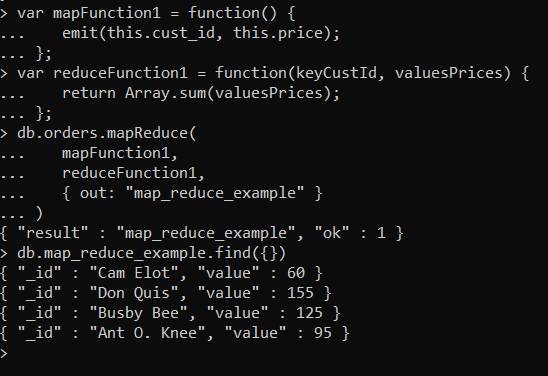 > var mapFunction1 = function() {
...    emit(this.cust_id, this.price);
... };
> var reduceFunction1 = function(keyCustId, valuesPrices) {
...    return Array.sum(valuesPrices);
... };
> db.orders.mapReduce(
...    mapFunction1,
...    reduceFunction1,
...    { out: "map_reduce_example" }
... )
{ "result" : "map_reduce_example", "ok" : 1 }
> db.map_reduce_example.find({})
{ "_id" : "Cam Elot", "value" : 60 }
{ "_id" : "Don Quis", "value" : 155 }
{ "_id" : "Busby Bee", "value" : 125 }
{ "_id" : "Ant O. Knee", "value" : 95 }
>